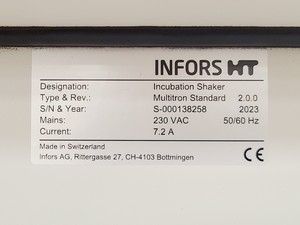 INFORS HT
Designation: Incubation Shaker
Type & Rev.: Multitron Standard 2.0.0
S/N & Year: S-000138258 2023
Mains: 230 VAC 50/60 Hz
Current: 7.2 A
Made in Switzerland
Infors AG, Rittergasse 27, CH-4103 Bottmingen CE